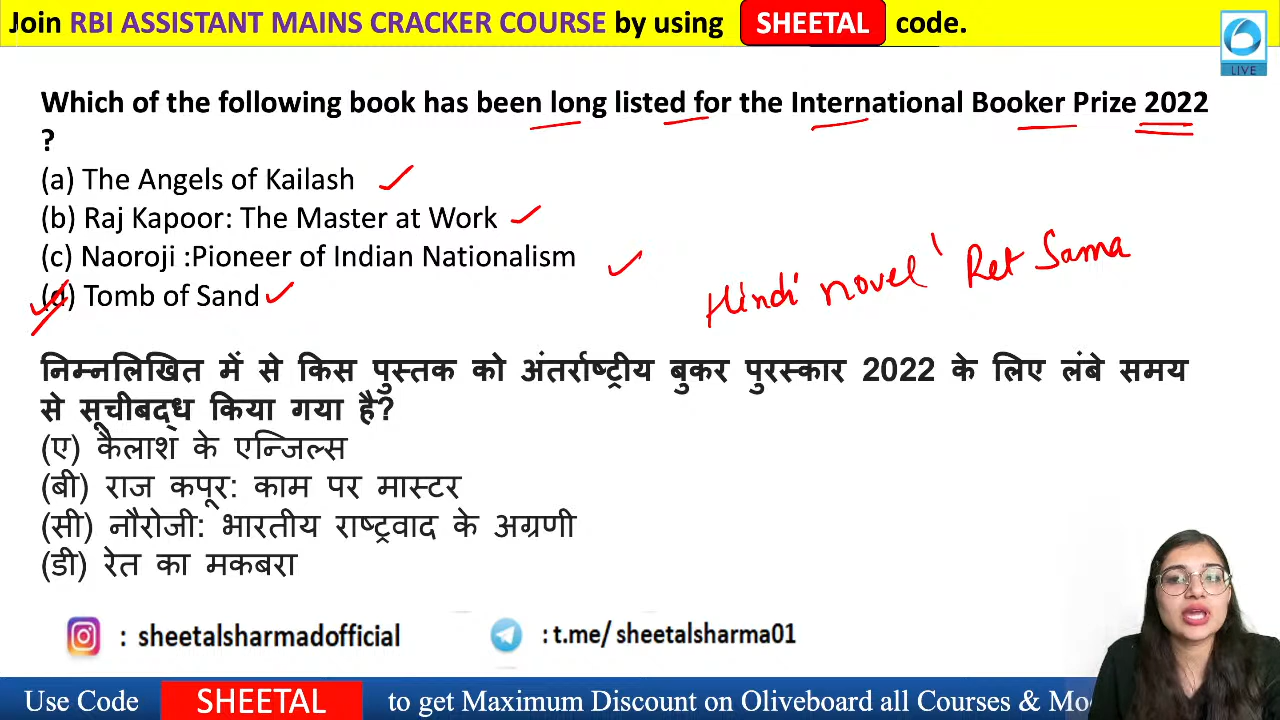 Join RBI ASSISTANT MAINS CRACKER COURSE by using SHEETAL code.
LIVE
Which of the following book has been long listed for the International Booker Prize 2022
?
(a) The Angels of Kailash
(b) Raj Kapoor: The Master at Work
(c) Naoroji :Pioneer of Indian Nationalism
(d) Tomb of Sand
Hindi novel ' Ret Sama
निम्नलिखित में से किस पुस्तक को अंतर्राष्ट्रीय बुकर पुरस्कार 2022 के लिए लंबे समय
से सूचीबद्ध किया गया है?
(ए) कैलाश के एन्जिल्स
(बी) राज कपूर: काम पर मास्टर
(सी) नौरोजी: भारतीय राष्ट्रवाद के अग्रणी
(डी) रेत का मकबरा
: sheetalsharmadofficial
: t.me/ sheetalsharma01
Use Code SHEETAL to get Maximum Discount on Oliveboard all Courses &